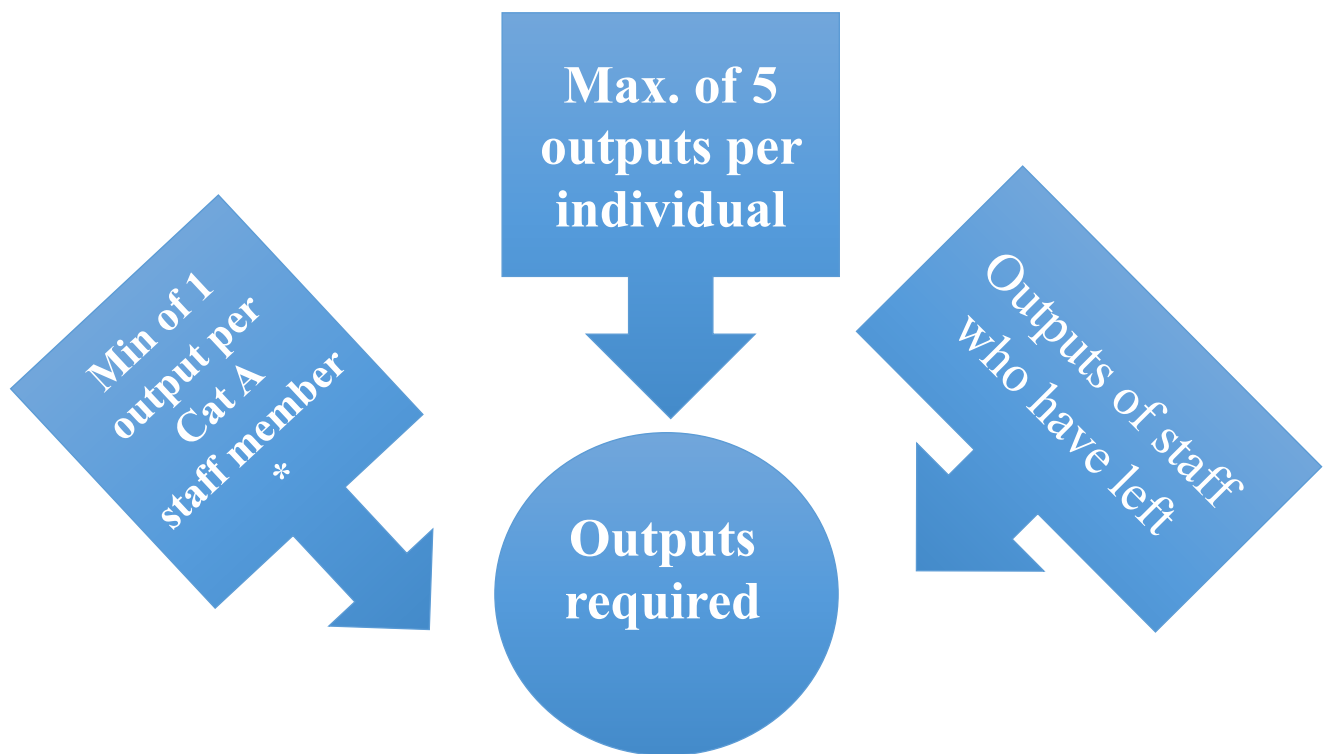 Max. of 5
outputs per
individual
Min of 1
output per
Cat A
staff member
*
Outputs of staff
who have left
Outputs
required